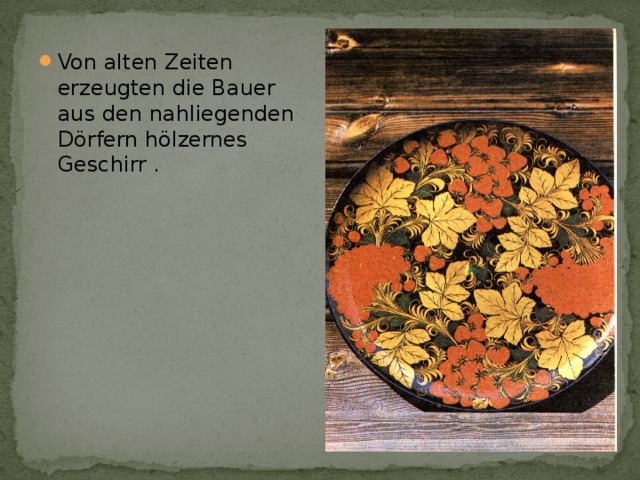 Von alten Zeiten
erzeugten die Bauer
aus den nahliegenden
Dörfern hölzernes
Geschirr .